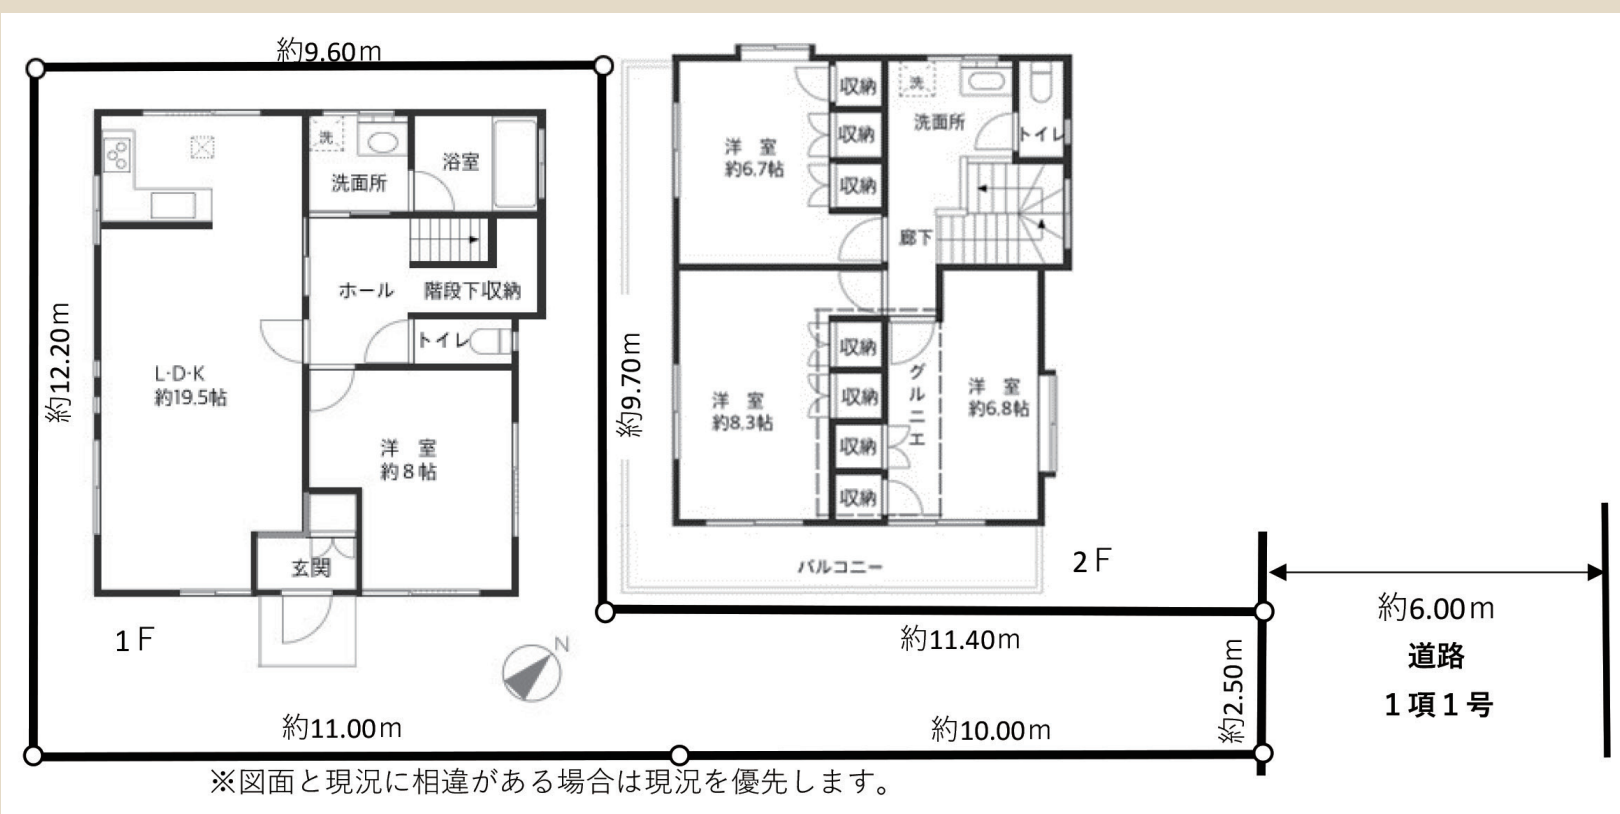 約9.60ｍ
約12.20ｍ
洗
洗面所
浴室
ホール
階段下収納
トイレ
L·D·K
約19.5帖
洋　室
約８帖
玄関
１Ｆ
N
約9.70ｍ
洋　室
約6.7帖
収納
収納
収納
洗
洗面所
トイレ
廊下
洋　室
約8.3帖
収納
収納
収納
収納
グルニエ
洋　室
約6.8帖
バルコニー
２Ｆ
約11.40ｍ
約2.50ｍ
約6.00ｍ
道路
１項１号
約11.00ｍ
約10.00ｍ
※図面と現況に相違がある場合は現況を優先します。